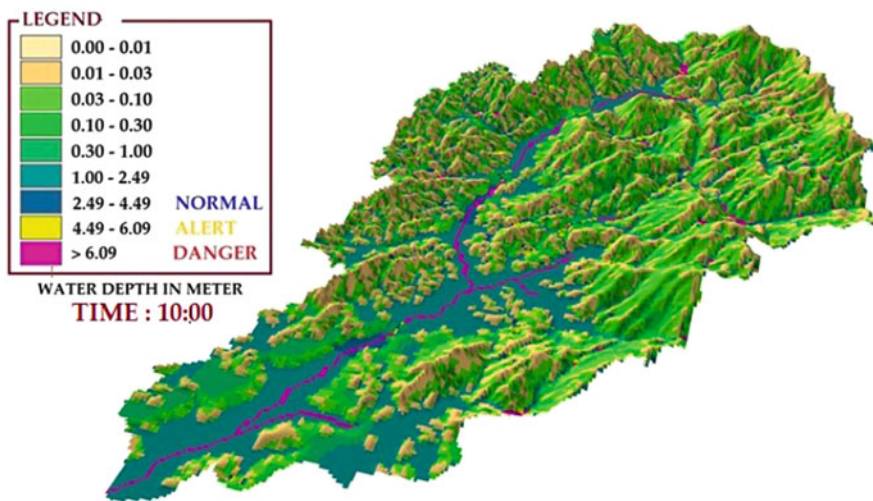 LEGEND
0.00 - 0.01
0.01 - 0.03
0.03 - 0.10
0.10 - 0.30
0.30 - 1.00
1.00 - 2.49
2.49 - 4.49 NORMAL
4.49 - 6.09 ALERT
> 6.09 DANGER
WATER DEPTH IN METER
TIME : 10:00